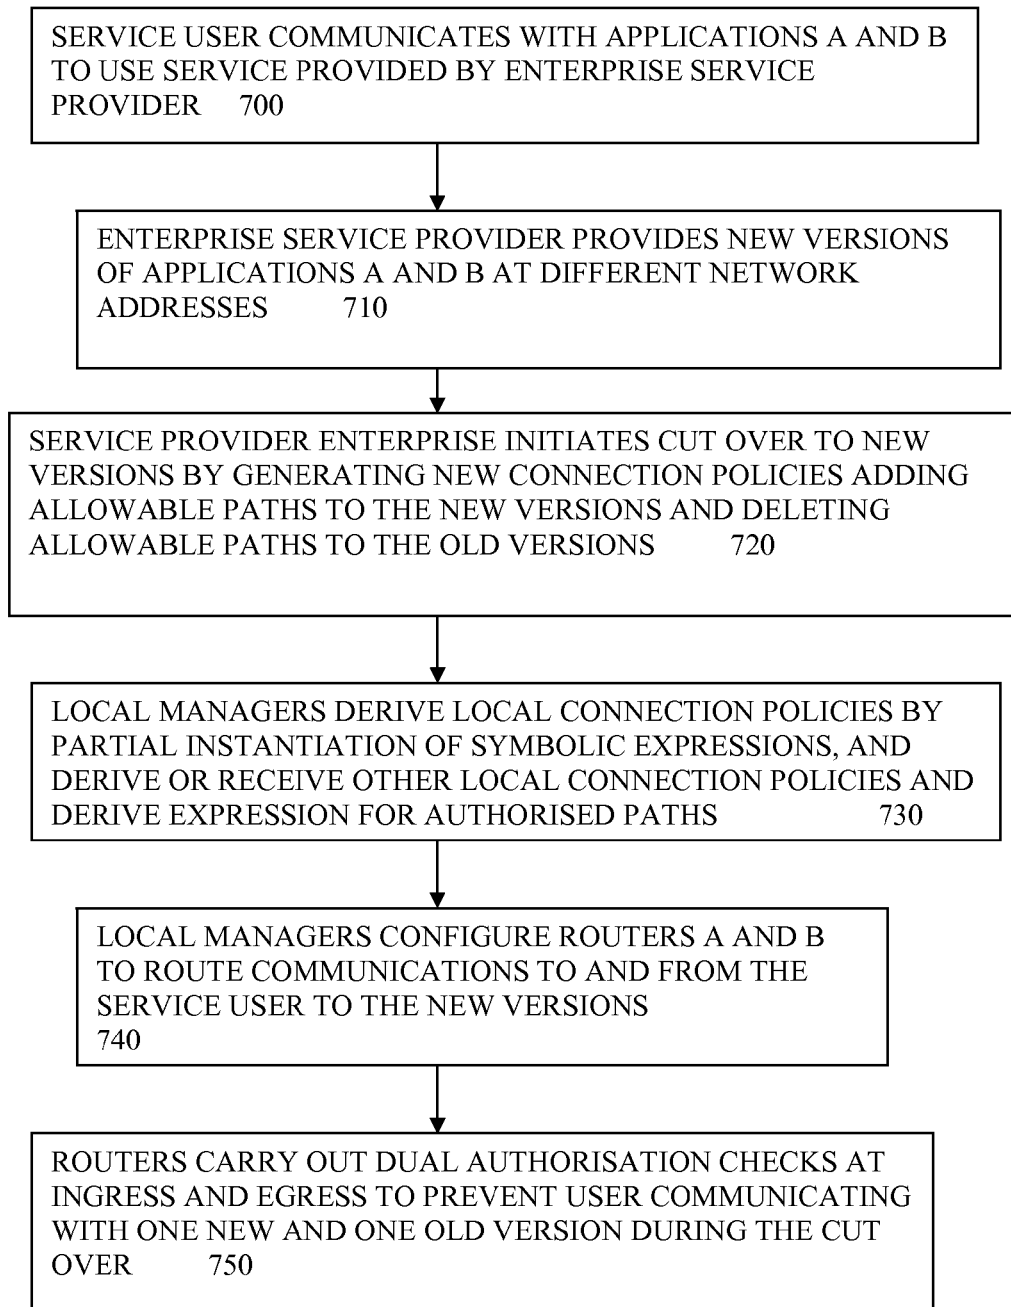 SERVICE USER COMMUNICATES WITH APPLICATIONS A AND B
TO USE SERVICE PROVIDED BY ENTERPRISE SERVICE
PROVIDER 700
ENTERPRISE SERVICE PROVIDER PROVIDES NEW VERSIONS
OF APPLICATIONS A AND B AT DIFFERENT NETWORK
ADDRESSES 710
SERVICE PROVIDER ENTERPRISE INITIATES CUT OVER TO NEW
VERSIONS BY GENERATING NEW CONNECTION POLICIES ADDING
ALLOWABLE PATHS TO THE NEW VERSIONS AND DELETING
ALLOWABLE PATHS TO THE OLD VERSIONS 720
LOCAL MANAGERS DERIVE LOCAL CONNECTION POLICIES BY
PARTIAL INSTANTIATION OF SYMBOLIC EXPRESSIONS, AND
DERIVE OR RECEIVE OTHER LOCAL CONNECTION POLICIES AND
DERIVE EXPRESSION FOR AUTHORISED PATHS 730
LOCAL MANAGERS CONFIGURE ROUTERS A AND B
TO ROUTE COMMUNICATIONS TO AND FROM THE
SERVICE USER TO THE NEW VERSIONS
740
ROUTERS CARRY OUT DUAL AUTHORISATION CHECKS AT
INGRESS AND EGRESS TO PREVENT USER COMMUNICATING
WITH ONE NEW AND ONE OLD VERSION DURING THE CUT
OVER 750